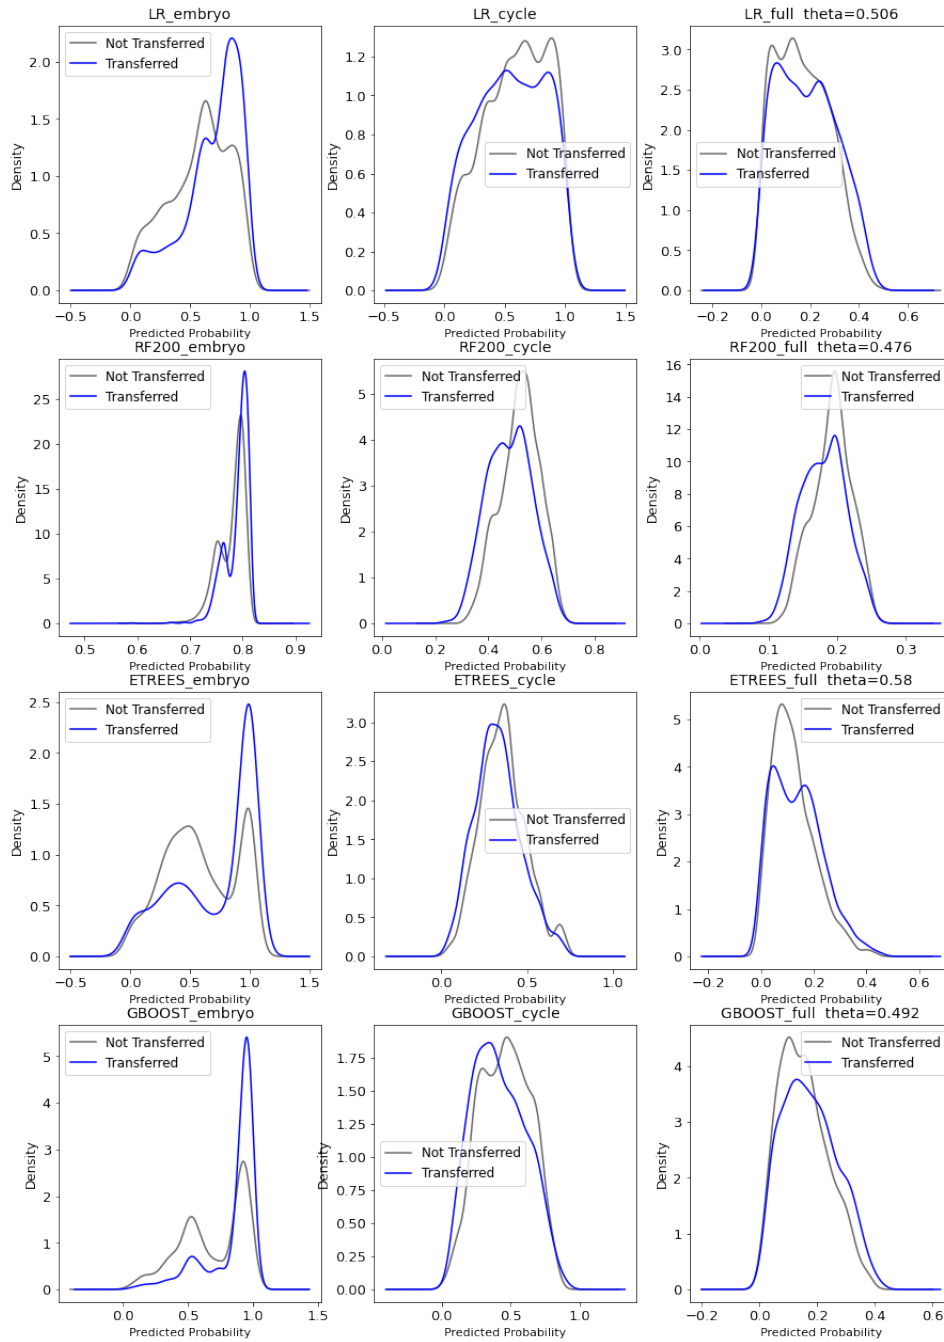 LR_embryo
Not Transferred
Transferred
Density
2.0
1.5
1.0
0.5
0.0
−0.5 0.0 0.5 1.0 1.5
Predicted Probability
LR_cycle
Not Transferred
Transferred
Density
1.2
1.0
0.8
0.6
0.4
0.2
0.0
−0.5 0.0 0.5 1.0 1.5
Predicted Probability
LR_full theta=0.506
Not Transferred
Transferred
Density
3.0
2.5
2.0
1.5
1.0
0.5
0.0
−0.2 0.0 0.2 0.4 0.6
Predicted Probability
RF200_embryo
Not Transferred
Transferred
Density
25
20
15
10
5
0
0.5 0.6 0.7 0.8 0.9
Predicted Probability
RF200_cycle
Not Transferred
Transferred
Density
5
4
3
2
1
0
0.0 0.2 0.4 0.6 0.8
Predicted Probability
RF200_full theta=0.476
Not Transferred
Transferred
Density
16
14
12
10
8
6
4
2
0
0.0 0.1 0.2 0.3
Predicted Probability
ETREES_embryo
Not Transferred
Transferred
Density
2.5
2.0
1.5
1.0
0.5
0.0
−0.5 0.0 0.5 1.0 1.5
Predicted Probability
ETREES_cycle
Not Transferred
Transferred
Density
3.0
2.5
2.0
1.5
1.0
0.5
0.0
0.0 0.5 1.0
Predicted Probability
ETREES_full theta=0.58
Not Transferred
Transferred
Density
5
4
3
2
1
0
−0.2 0.0 0.2 0.4 0.6
Predicted Probability
GBOOST_embryo
Not Transferred
Transferred
Density
5
4
3
2
1
0
0.0 0.5 1.0 1.5
Predicted Probability
GBOOST_cycle
Not Transferred
Transferred
Density
1.75
1.50
1.25
1.00
0.75
0.50
0.25
0.00
0.0 0.5 1.0
Predicted Probability
GBOOST_full theta=0.492
Not Transferred
Transferred
Density
4
3
2
1
0
−0.2 0.0 0.2 0.4 0.6
Predicted Probability